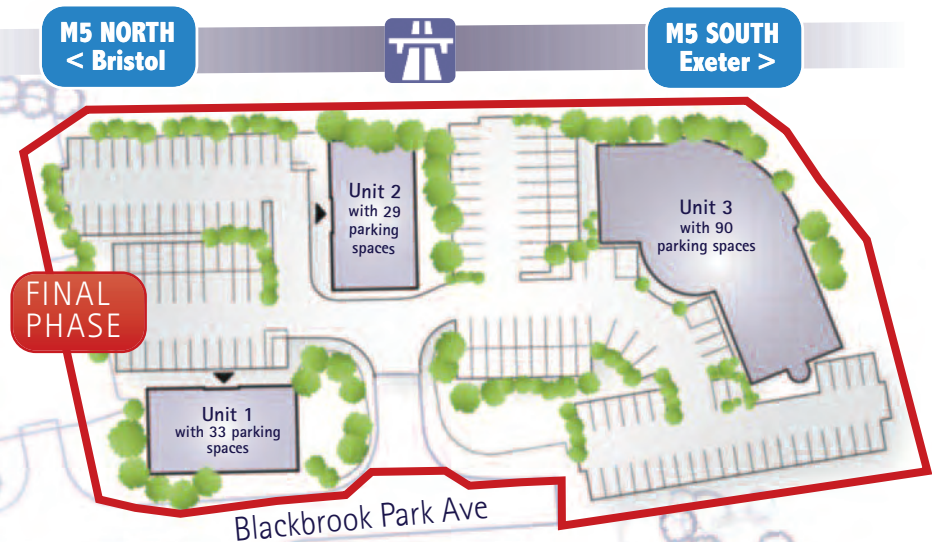 M5 NORTH
< Bristol
M5 SOUTH
Exeter >
Unit 2
with 29
parking
spaces
Unit 3
with 90
parking spaces
FINAL
PHASE
Unit 1
with 33 parking
spaces
Blackbrook Park Ave